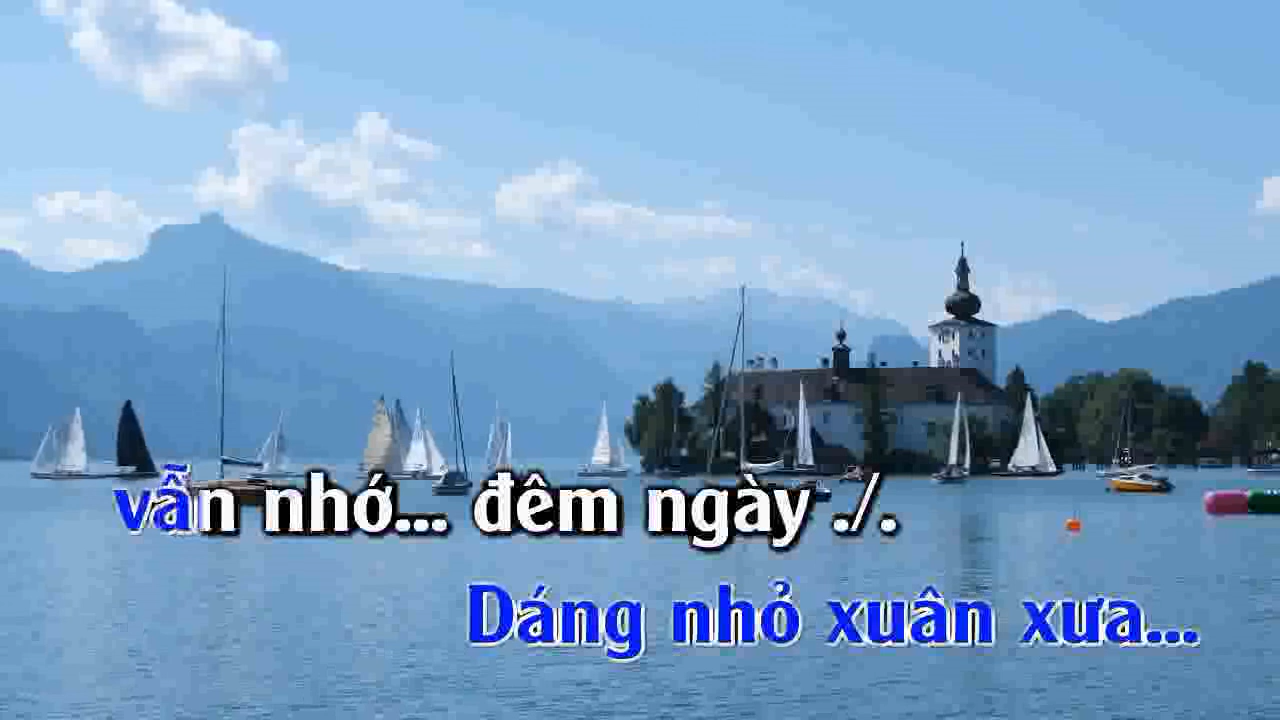 vẫn nhớ... đêm ngày ./.
Dáng nhỏ xuân xưa...